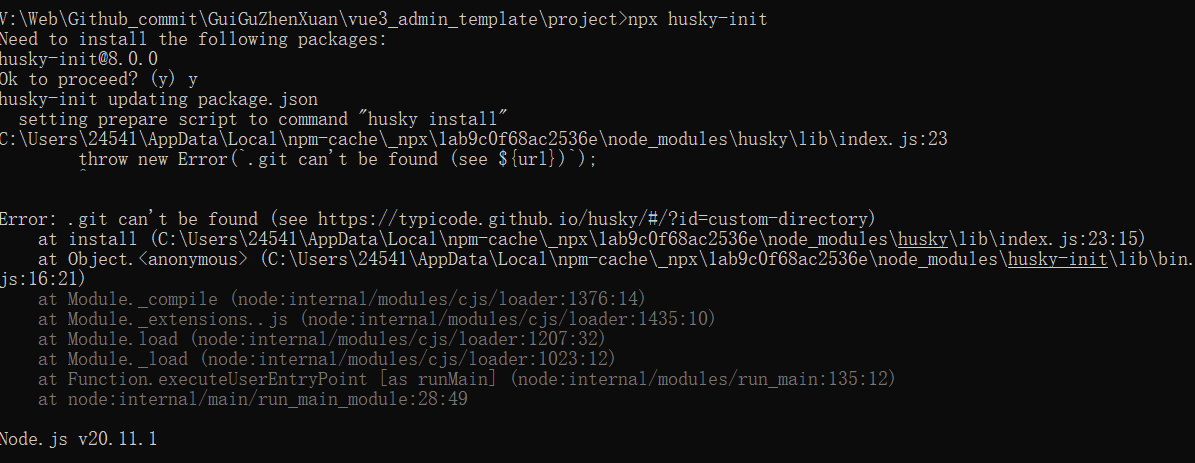 V:\Web\Github_commit\GuiGuZhenXuan\vue3_admin_template\project>npx husky-init
Need to install the following packages:
husky-init@8.0.0
Ok to proceed? (y) y
husky-init updating package.json
  setting prepare script to command "husky install"
C:\Users\24541\AppData\Local\npm-cache\_npx\1ab9c0f68ac2536e\node_modules\husky\lib\index.js:23
        throw new Error(`.git can't be found (see ${url})`);
        ^
Error: .git can't be found (see https://typicode.github.io/husky/#/?id=custom-directory)
    at install (C:\Users\24541\AppData\Local\npm-cache\_npx\1ab9c0f68ac2536e\node_modules\husky\lib\index.js:23:15)
    at Object.<anonymous> (C:\Users\24541\AppData\Local\npm-cache\_npx\1ab9c0f68ac2536e\node_modules\husky-init\lib\bin.
js:16:21)
    at Module._compile (node:internal/modules/cjs/loader:1376:14)
    at Module._extensions..js (node:internal/modules/cjs/loader:1435:10)
    at Module.load (node:internal/modules/cjs/loader:1207:32)
    at Module._load (node:internal/modules/cjs/loader:1023:12)
    at Function.executeUserEntryPoint [as runMain] (node:internal/modules/run_main:135:12)
    at node:internal/main/run_main_module:28:49
Node.js v20.11.1